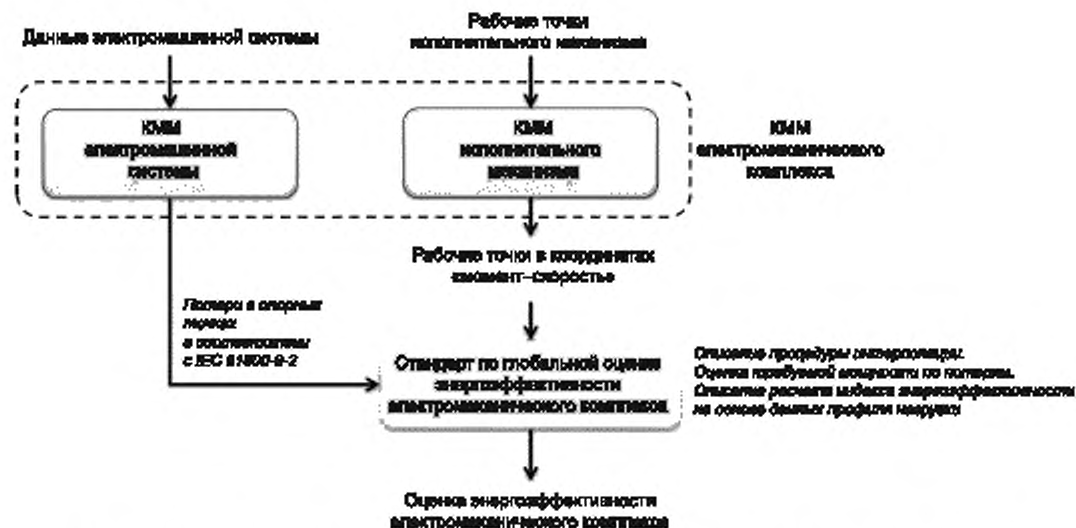 Данные электромашинной системы
Рабочие точки
исполнительного механизма
КММ
электромашинной
системы
КММ
исполнительного
механизма
КММ
электромеханического
комплекса
Рабочие точки в координатах
«момент–скорость»
Потери в опорных
точках
в соответствии
с IEC 61800-9-2
Стандарт по глобальной оценке
энергоэффективности
электромеханического комплекса
Описание процедуры интерполяции.
Оценка требуемой мощности по потерям.
Описание расчета индекса энергоэффективности
на основе данных профиля нагрузки
Оценка энергоэффективности
электромеханического комплекса